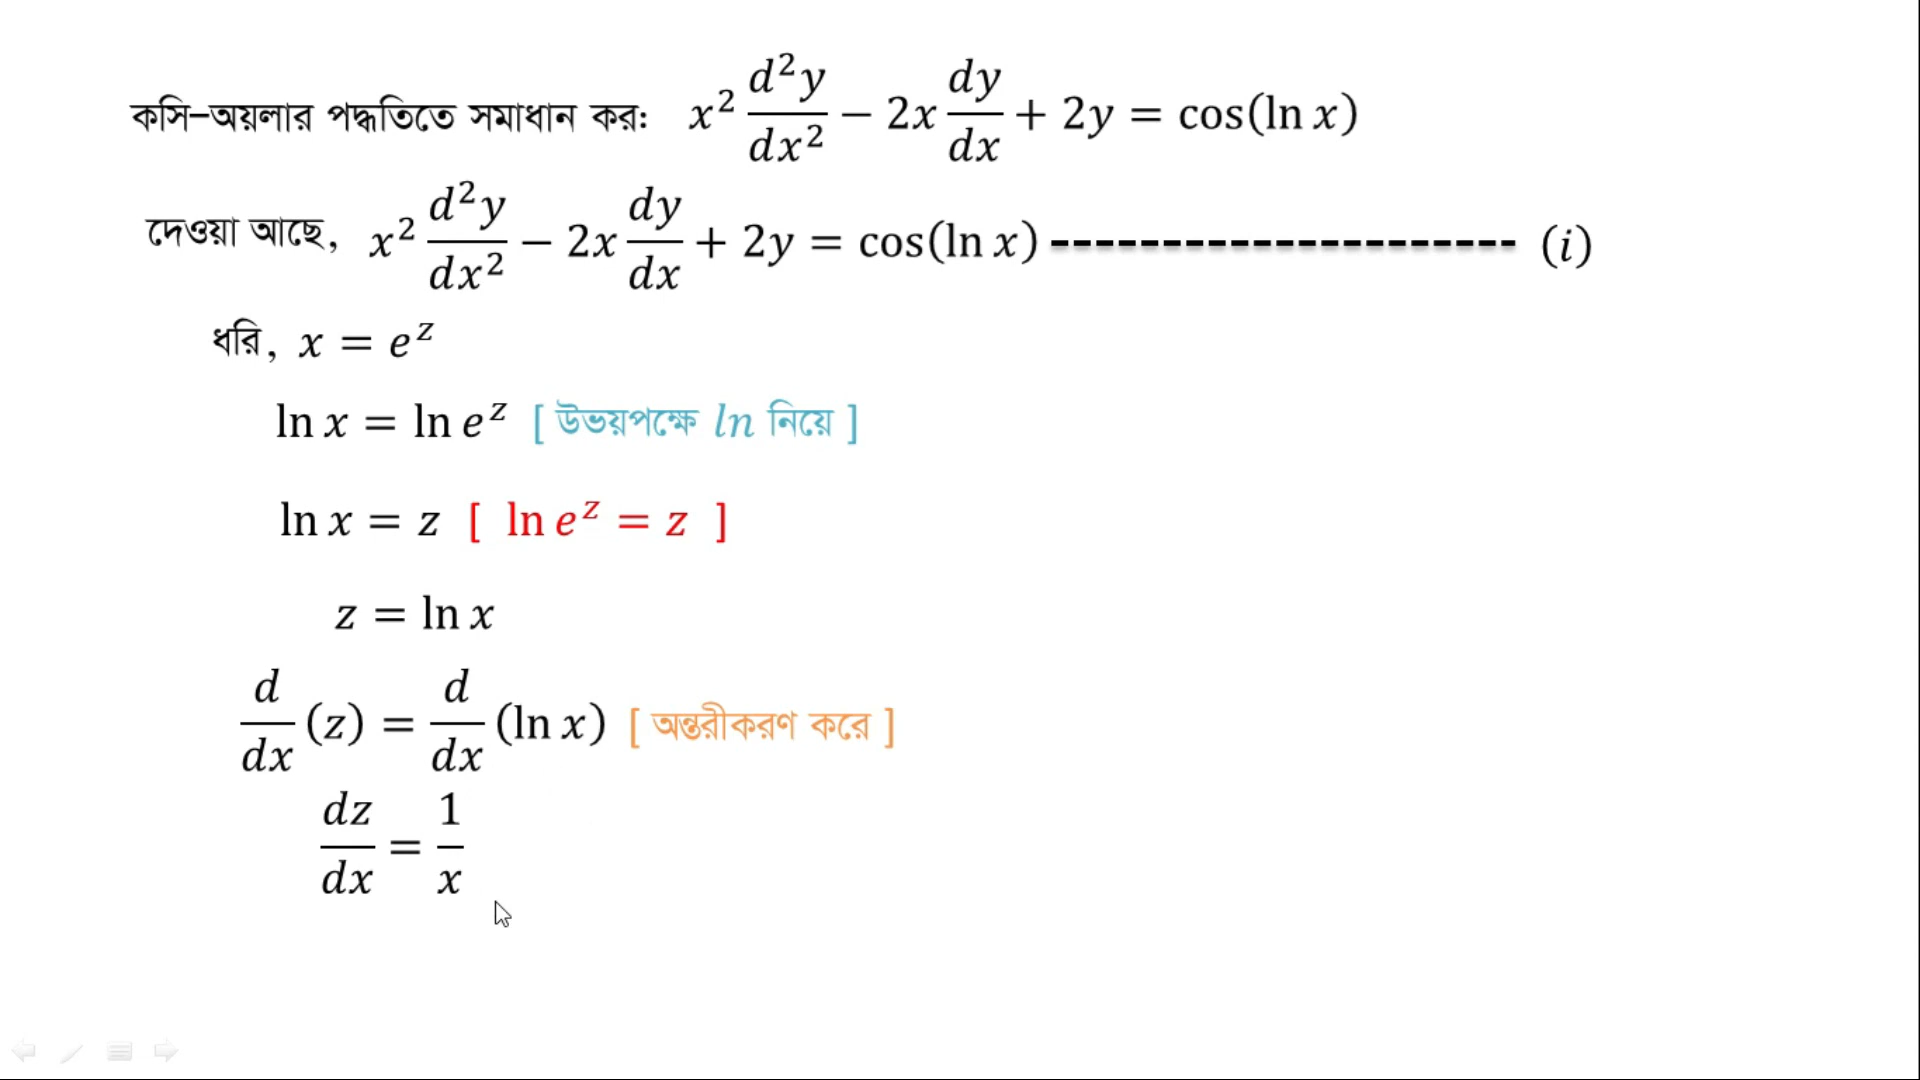 কসি–অয়লার পদ্ধতিতে সমাধান কর: x² d²y/dx² − 2x dy/dx + 2y = cos(ln x)
দেওয়া আছে, x² d²y/dx² − 2x dy/dx + 2y = cos(ln x) --------------------- (i)
ধরি, x = e^z
ln x = ln e^z [ উভয়পক্ষে ln নিয়ে ]
ln x = z [ ln e^z = z ]
z = ln x
d/dx (z) = d/dx (ln x) [ অন্তরীকরণ করে ]
dz/dx = 1/x